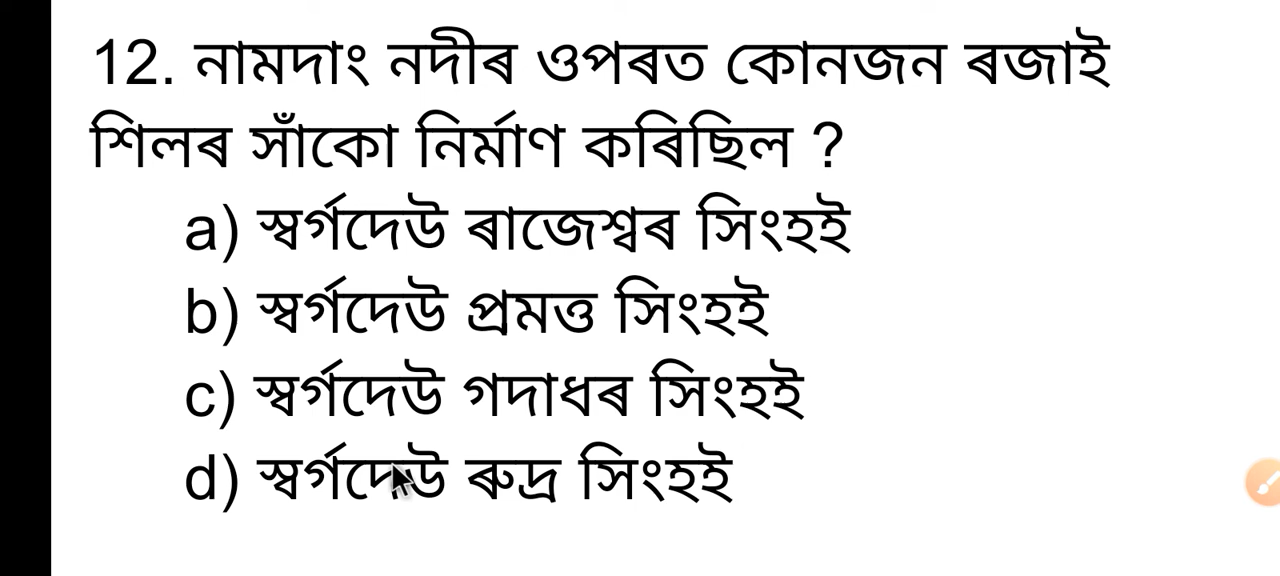 12. নামদাং নদীৰ ওপৰত কোনজন ৰজাই
শিলৰ সাঁকো নিৰ্মাণ কৰিছিল ?
a) স্বৰ্গদেউ ৰাজেশ্বৰ সিংহই
b) স্বৰ্গদেউ প্ৰমত্ত সিংহই
c) স্বৰ্গদেউ গদাধৰ সিংহই
d) স্বৰ্গদেউ ৰুদ্ৰ সিংহই